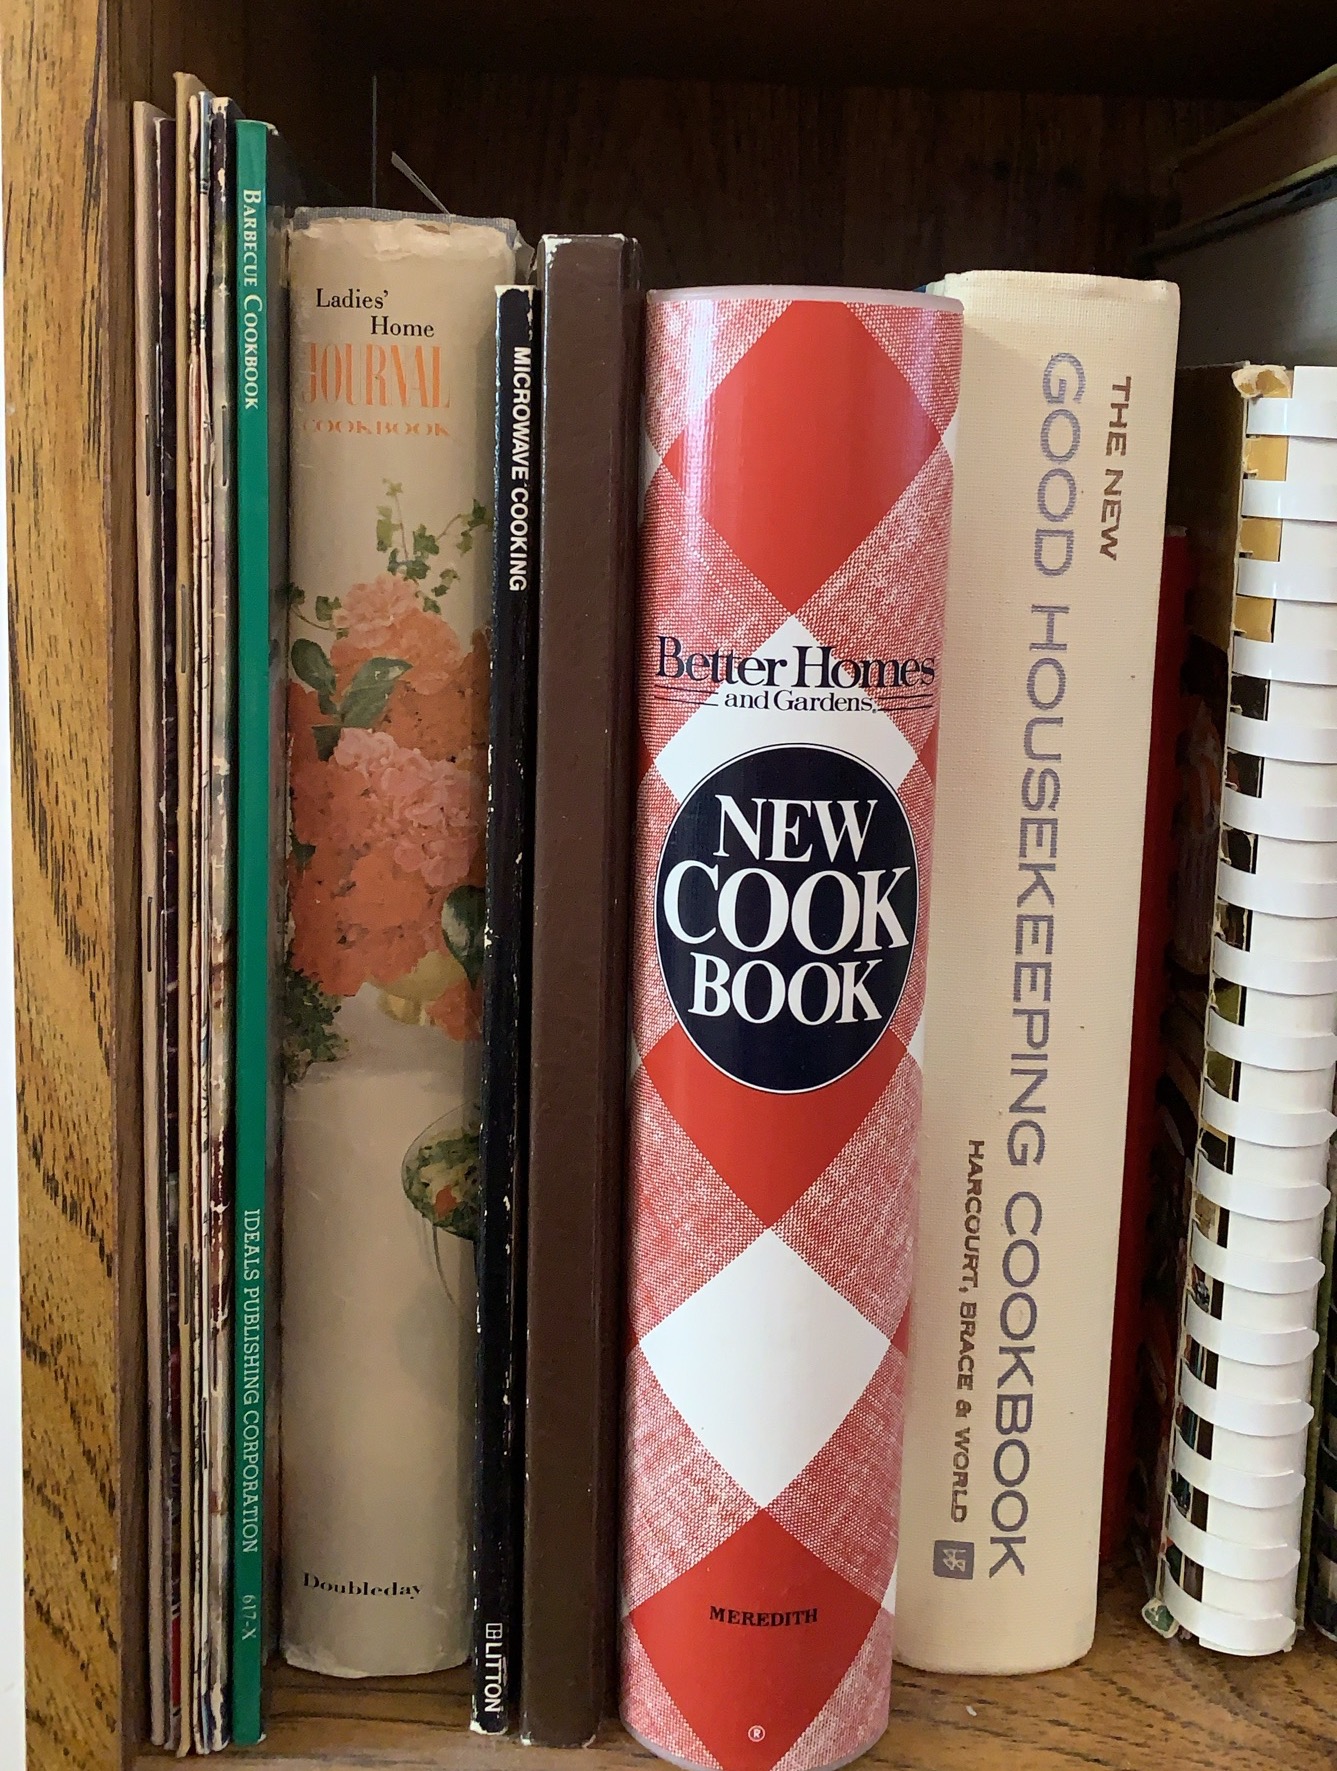 BARBECUE COOKBOOK
IDEALS PUBLISHING CORPORATION
617-X
Ladies'
Home
JOURNAL
COOKBOOK
Doubleday
MICROWAVE COOKING
LITTON
Better Homes
and Gardens®
NEW
COOK
BOOK
MEREDITH
®
THE NEW
GOOD HOUSEKEEPING COOKBOOK
HARCOURT, BRACE & WORLD